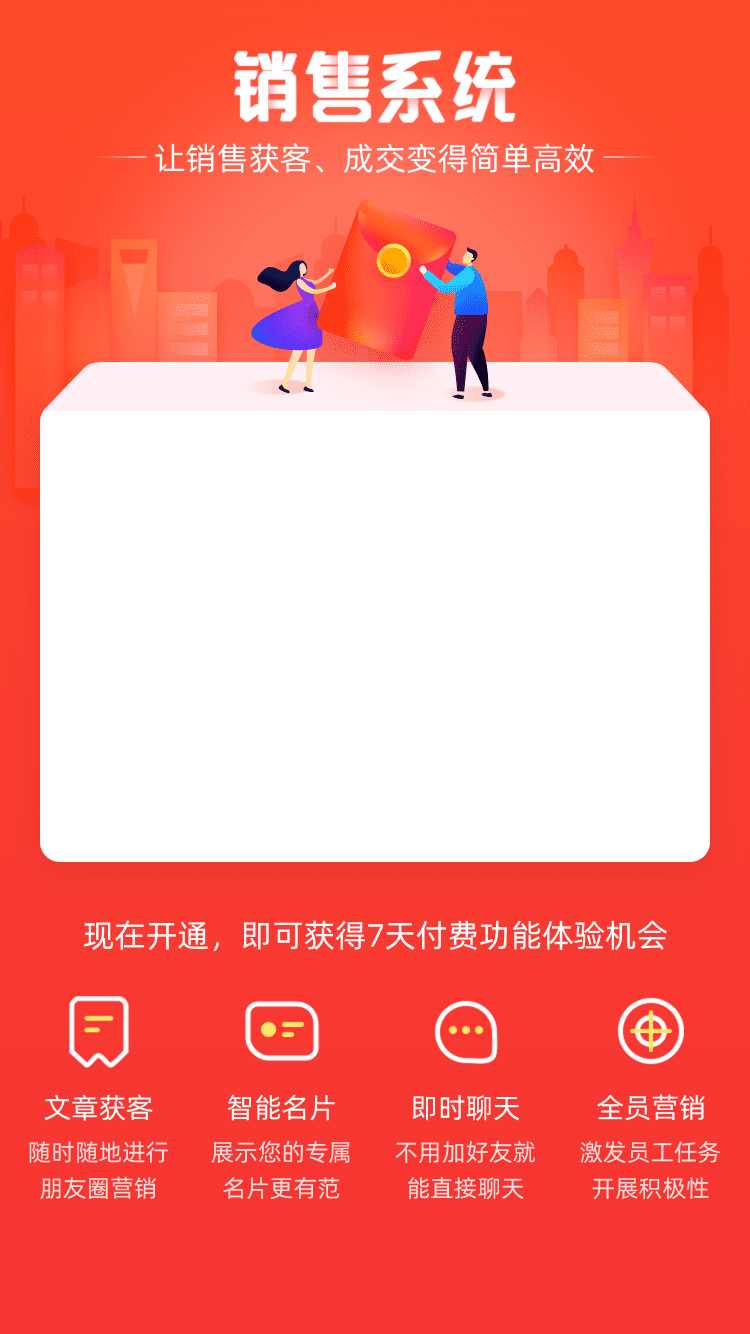 销售系统
让销售获客、成交变得简单高效
现在开通，即可获得7天付费功能体验机会
文章获客
随时随地进行
朋友圈营销
智能名片
展示您的专属
名片更有范
即时聊天
不用加好友就
能直接聊天
全员营销
激发员工任务
开展积极性